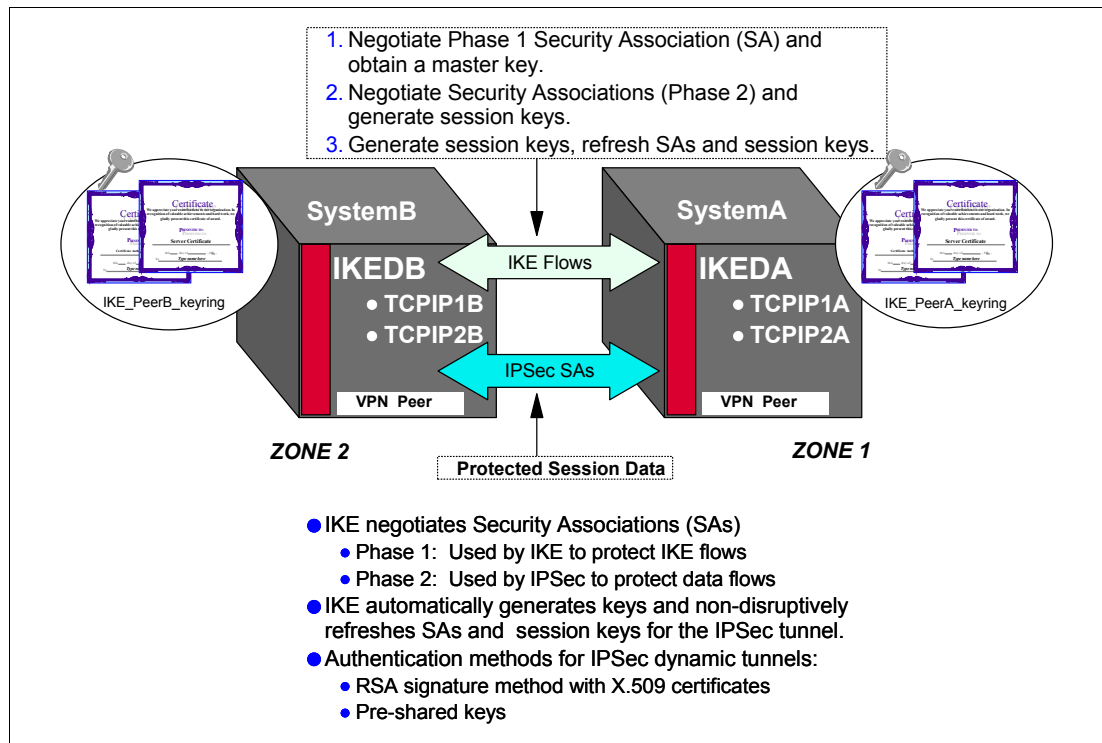 1. Negotiate Phase 1 Security Association (SA) and
obtain a master key.
2. Negotiate Security Associations (Phase 2) and
generate session keys.
3. Generate session keys, refresh SAs and session keys.
Certificate
Server Certificate
Type name here
IKE_PeerB_keyring
SystemB
IKEDB
• TCPIP1B
• TCPIP2B
VPN Peer
ZONE 2
IKE Flows
IPSec SAs
Protected Session Data
SystemA
IKEDA
• TCPIP1A
• TCPIP2A
VPN Peer
ZONE 1
Certificate
Server Certificate
Type name here
IKE_PeerA_keyring
• IKE negotiates Security Associations (SAs)
• Phase 1: Used by IKE to protect IKE flows
• Phase 2: Used by IPSec to protect data flows
• IKE automatically generates keys and non-disruptively
refreshes SAs and session keys for the IPSec tunnel.
• Authentication methods for IPSec dynamic tunnels:
• RSA signature method with X.509 certificates
• Pre-shared keys